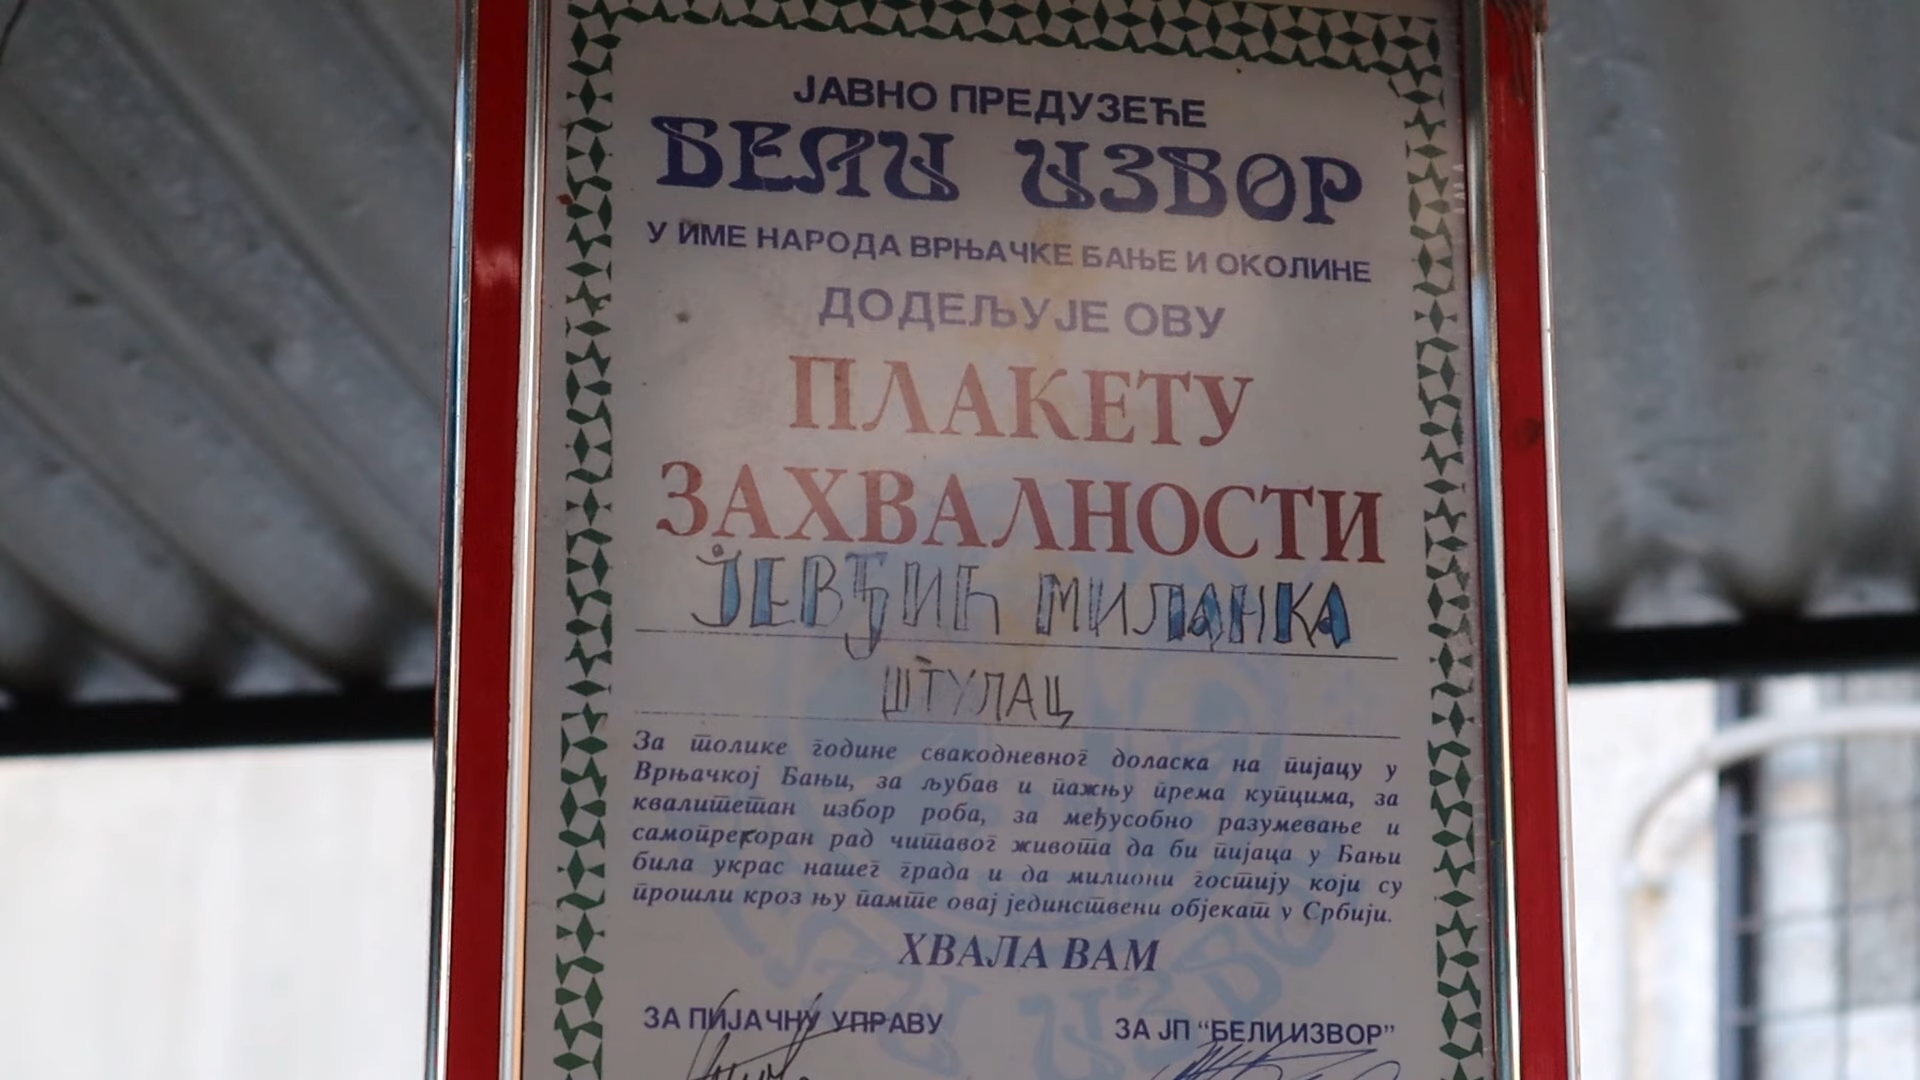 ЈАВНО ПРЕДУЗЕЋЕ
БЕЛИ ИЗВОР
У ИМЕ НАРОДА ВРЊАЧКЕ БАЊЕ И ОКОЛИНЕ
ДОДЕЉУЈЕ ОВУ
ПЛАКЕТУ
ЗАХВАЛНОСТИ
ЈЕВЂИЋ МИЛАНКА
ШТУЛАЦ
За толике године свакодневног доласка на пијацу у
Врњачкој Бањи, за љубав и пажњу према купцима, за
квалитетан избор роба, за међусобно разумевање и
самопрекоран рад читавог живота да би пијаца у Бањи
била украс нашег града и да милиони гостију који су
прошли кроз њу памте овај јединствени објекат у Србији.
ХВАЛА ВАМ
ЗА ПИЈАЧНУ УПРАВУ
ЗА ЈП “БЕЛИ ИЗВОР”